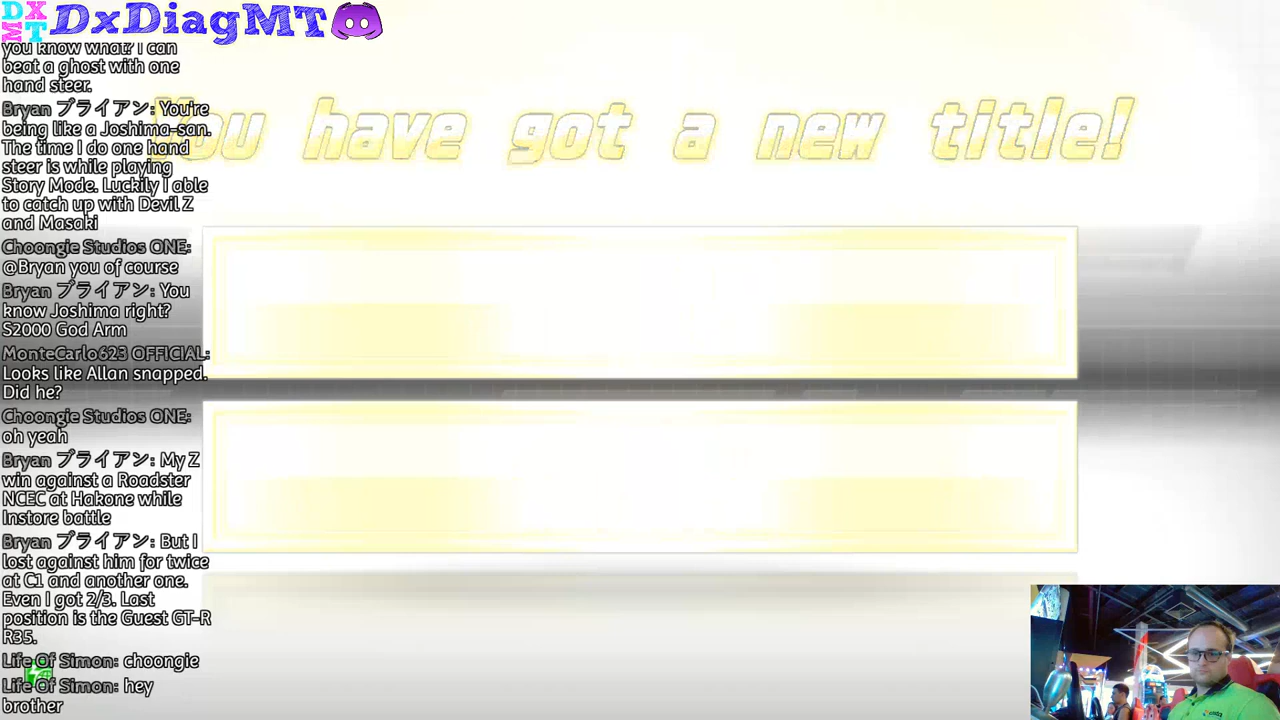 DXMT DxDiagMT
you know what? I can
beat a ghost with one
hand steer.
Bryan ブライアン: You're
being like a Joshima-san.
The time I do one hand
steer is while playing
Story Mode. Luckily I able
to catch up with Devil Z
and Masaki
Choongie Studios ONE:
@Bryan you of course
Bryan ブライアン: You
know Joshima right?
S2000 God Arm
MonteCarlo623 OFFICIAL:
Looks like Allan snapped.
Did he?
Choongie Studios ONE:
oh yeah
Bryan ブライアン: My Z
win against a Roadster
NCEC at Hakone while
Instore battle
Bryan ブライアン: But I
lost against him for twice
at C1 and another one.
Even I got 2/3. Last
position is the Guest GT-R
R35.
Life Of Simon: choongie
Life Of Simon: hey
brother
You have got a new title!